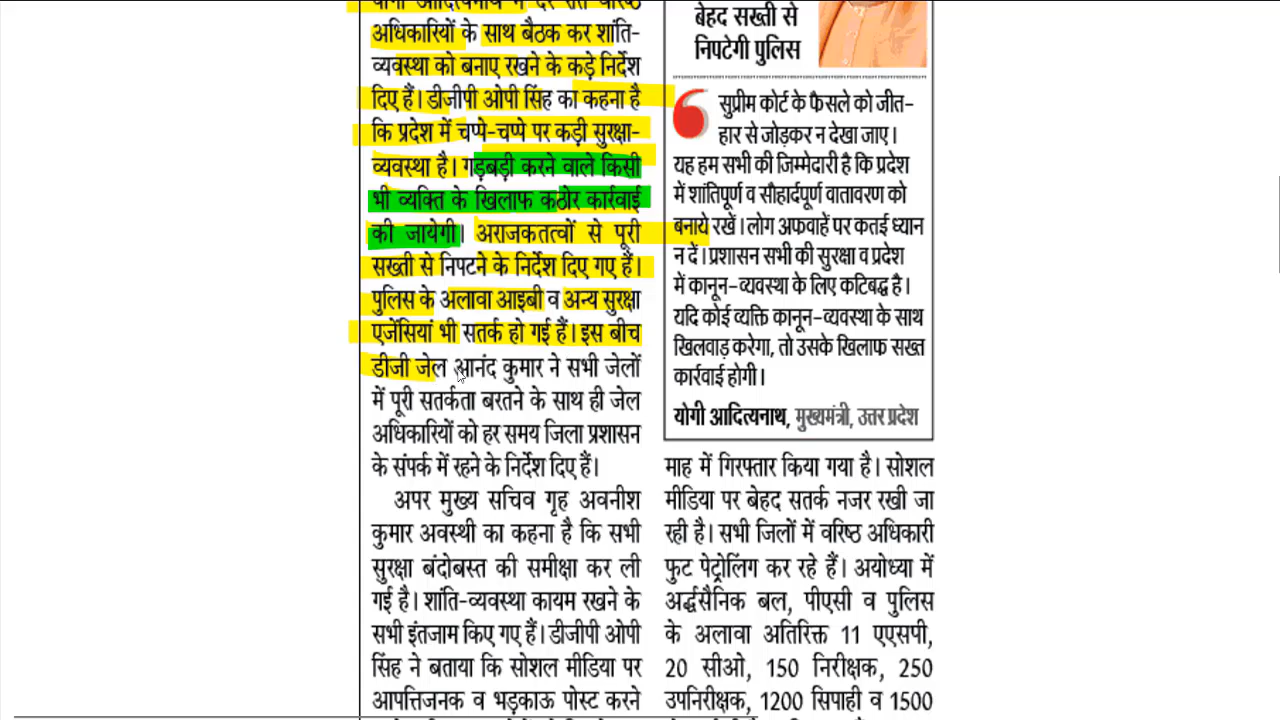 योगी आदित्यनाथ ने देर रात वरिष्ठ
अधिकारियों के साथ बैठक कर शांति-
व्यवस्था को बनाए रखने के कड़े निर्देश
दिए हैं। डीजीपी ओपी सिंह का कहना है
कि प्रदेश में चप्पे-चप्पे पर कड़ी सुरक्षा-
व्यवस्था है। गड़बड़ी करने वाले किसी
भी व्यक्ति के खिलाफ कठोर कार्रवाई
की जायेगी। अराजकतत्वों से पूरी
सख्ती से निपटने के निर्देश दिए गए हैं।
पुलिस के अलावा आइबी व अन्य सुरक्षा
एजेंसियां भी सतर्क हो गई हैं। इस बीच
डीजी जेल आनंद कुमार ने सभी जेलों
में पूरी सतर्कता बरतने के साथ ही जेल
अधिकारियों को हर समय जिला प्रशासन
के संपर्क में रहने के निर्देश दिए हैं।
अपर मुख्य सचिव गृह अवनीश
कुमार अवस्थी का कहना है कि सभी
सुरक्षा बंदोबस्त की समीक्षा कर ली
गई है। शांति-व्यवस्था कायम रखने के
सभी इंतजाम किए गए हैं। डीजीपी ओपी
सिंह ने बताया कि सोशल मीडिया पर
आपत्तिजनक व भड़काऊ पोस्ट करने
बेहद सख्ती से
निपटेगी पुलिस
सुप्रीम कोर्ट के फैसले को जीत-
हार से जोड़कर न देखा जाए।
यह हम सभी की जिम्मेदारी है कि प्रदेश
में शांतिपूर्ण व सौहार्दपूर्ण वातावरण को
बनाये रखें। लोग अफवाहें पर कतई ध्यान
न दें। प्रशासन सभी की सुरक्षा व प्रदेश
में कानून-व्यवस्था के लिए कटिबद्ध है।
यदि कोई व्यक्ति कानून-व्यवस्था के साथ
खिलवाड़ करेगा, तो उसके खिलाफ सख्त
कार्रवाई होगी।
योगी आदित्यनाथ, मुख्यमंत्री, उत्तर प्रदेश
माह में गिरफ्तार किया गया है। सोशल
मीडिया पर बेहद सतर्क नजर रखी जा
रही है। सभी जिलों में वरिष्ठ अधिकारी
फुट पेट्रोलिंग कर रहे हैं। अयोध्या में
अर्द्धसैनिक बल, पीएसी व पुलिस
के अलावा अतिरिक्त 11 एएसपी,
20 सीओ, 150 निरीक्षक, 250
उपनिरीक्षक, 1200 सिपाही व 1500